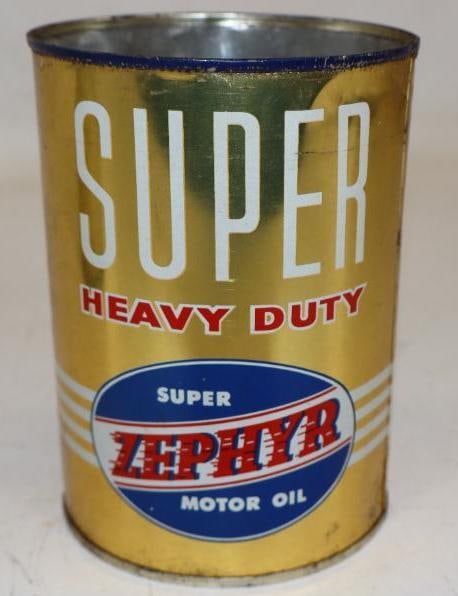 SUPER
HEAVY DUTY
SUPER
ZEPHYR
MOTOR OIL